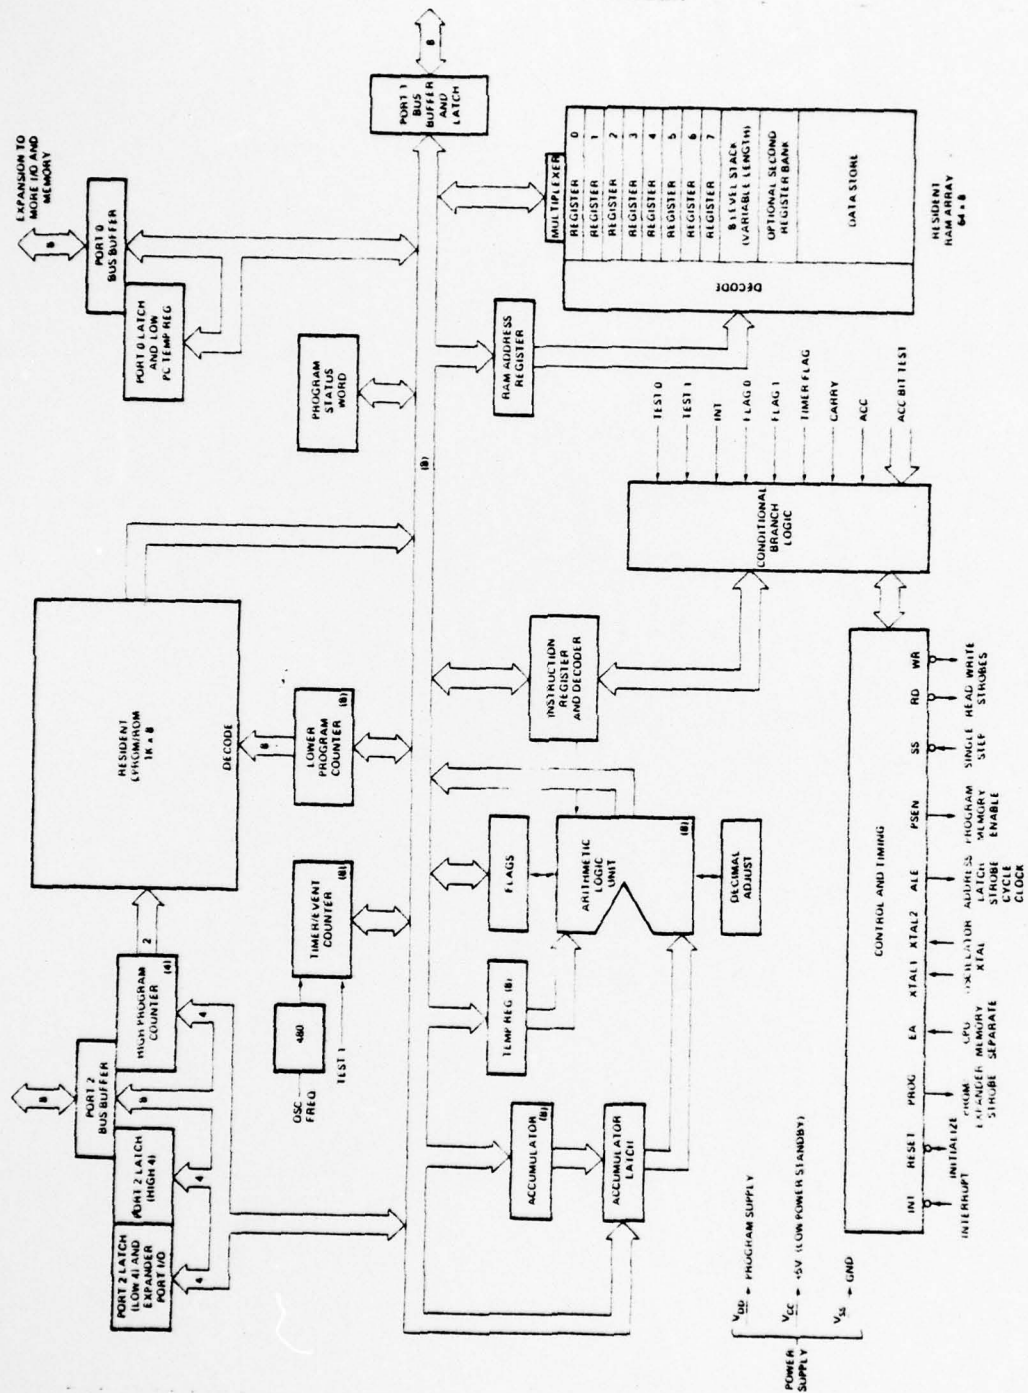 EXPANSION TO
MORE I/O AND
MEMORY
8
PORT 0
BUS BUFFER
PORT 0 LATCH
AND LOW
PC TEMP REG
8
PORT 1
BUS
BUFFER
AND
LATCH
PROGRAM
STATUS
WORD
RESIDENT
EPROM/ROM
1K x 8
DECODE
8
LOWER
PROGRAM
COUNTER
(8)
2
HIGH PROGRAM
COUNTER
(4)
8
PORT 2
BUS BUFFER
PORT 2 LATCH
(HIGH 4)
PORT 2 LATCH
(LOW 4) AND
EXPANDER
PORT I/O
4
8
4
4
TIMER/EVENT
COUNTER
(8)
480
OSC
FREQ
TEST 1
(8)
MULTIPLEXER
REGISTER 0
REGISTER 1
REGISTER 2
REGISTER 3
REGISTER 4
REGISTER 5
REGISTER 6
REGISTER 7
8 LEVEL STACK
(VARIABLE LENGTH)
OPTIONAL SECOND
REGISTER BANK
DATA STORE
DECODE
RESIDENT
RAM ARRAY
64 x 8
RAM ADDRESS
REGISTER
INSTRUCTION
REGISTER
AND DECODER
FLAGS
ARITHMETIC
LOGIC
UNIT
(8)
DECIMAL
ADJUST
TEMP REG (8)
ACCUMULATOR
(8)
ACCUMULATOR
LATCH
CONDITIONAL
BRANCH
LOGIC
TEST 0
TEST 1
INT
FLAG 0
FLAG 1
TIMER FLAG
CARRY
ACC
ACC BIT TEST
CONTROL AND TIMING
INT
RESET
PROG
EA
XTAL1
XTAL2
ALE
PSEN
SS
RD
WR
INTERRUPT
INITIALIZE
EXPANDER
STROBE
CPU
MEMORY
SEPARATE
XTAL
ADDRESS
LATCH
STROBE
CYCLE
CLOCK
PROGRAM
MEMORY
ENABLE
SINGLE
STEP
READ WRITE
STROBES
POWER
SUPPLY
VDD PROGRAM SUPPLY
VCC +5V (LOW POWER STANDBY)
VSS GND